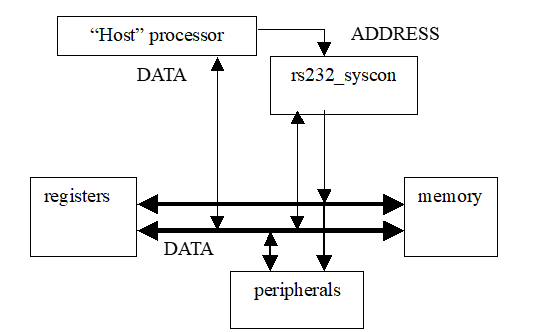 “Host” processor
ADDRESS
DATA
rs232_syscon
registers
memory
DATA
peripherals